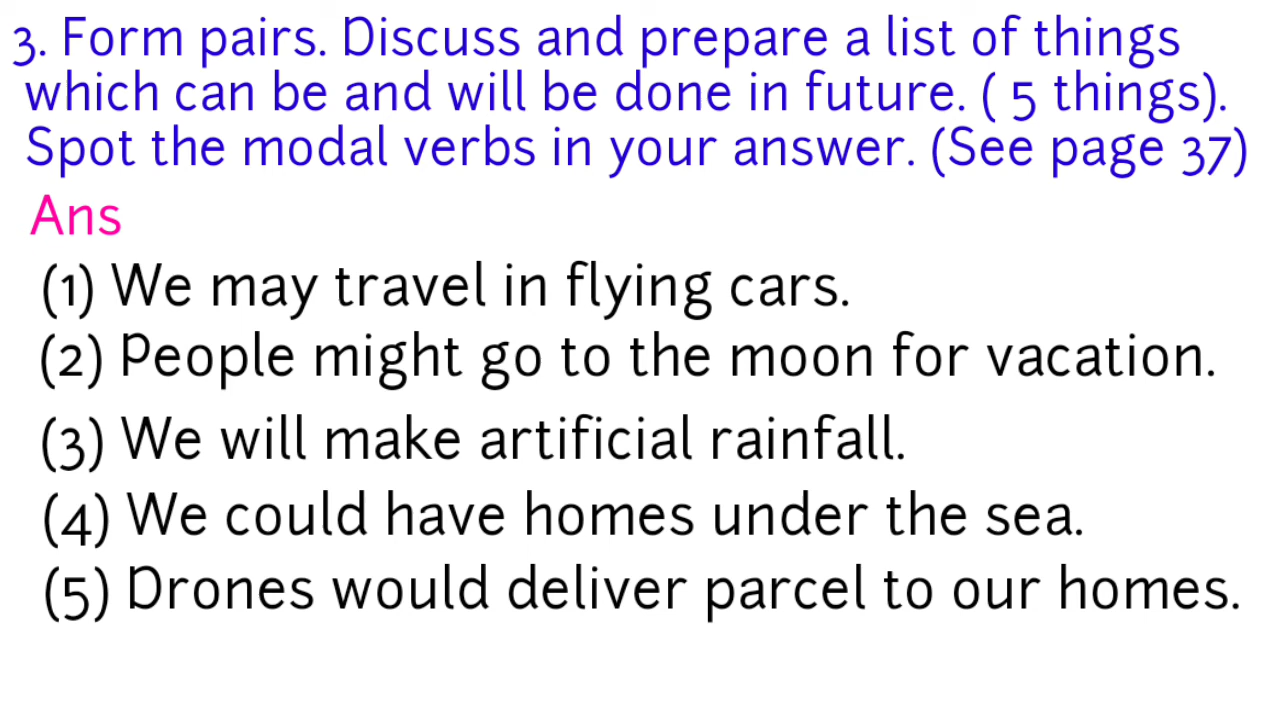 3. Form pairs. Discuss and prepare a list of things
which can be and will be done in future. ( 5 things).
Spot the modal verbs in your answer. (See page 37)
Ans
(1) We may travel in flying cars.
(2) People might go to the moon for vacation.
(3) We will make artificial rainfall.
(4) We could have homes under the sea.
(5) Drones would deliver parcel to our homes.